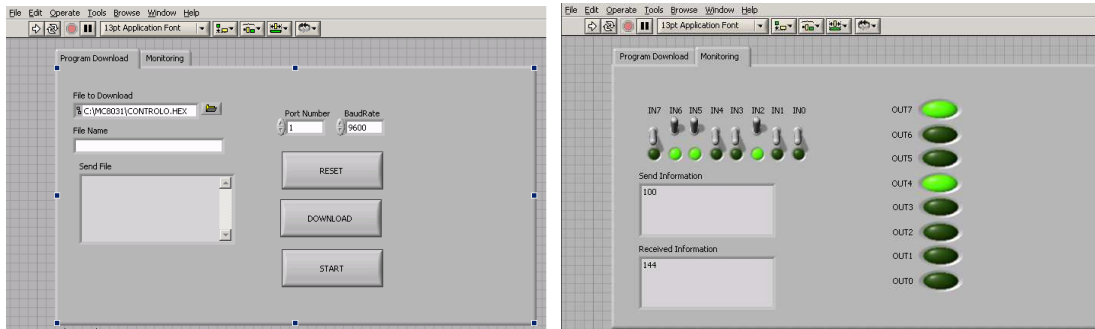 File Edit Operate Tools Browse Window Help
13pt Application Font
Program Download Monitoring
File to Download
C:\MC8031\CONTROLO.HEX
Port Number BaudRate
1 9600
File Name
Send File
RESET
DOWNLOAD
START
File Edit Operate Tools Browse Window Help
13pt Application Font
Program Download Monitoring
IN7 IN6 IN5 IN4 IN3 IN2 IN1 IN0
Send Information
100
Received Information
144
OUT7
OUT6
OUT5
OUT4
OUT3
OUT2
OUT1
OUT0